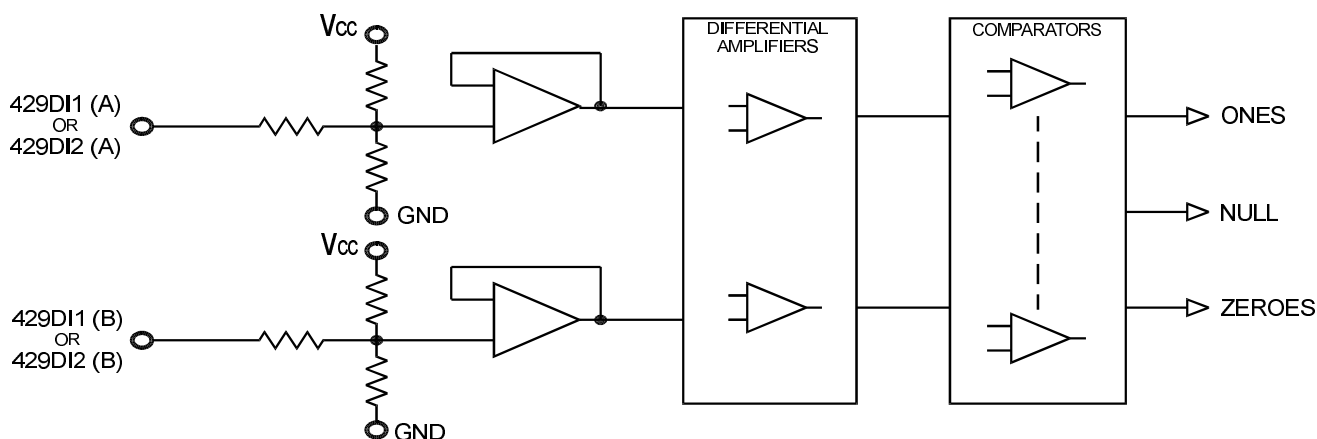 VCC
429DI1 (A)
OR
429DI2 (A)
GND
DIFFERENTIAL
AMPLIFIERS
COMPARATORS
ONES
NULL
ZEROES
VCC
429DI1 (B)
OR
429DI2 (B)
GND